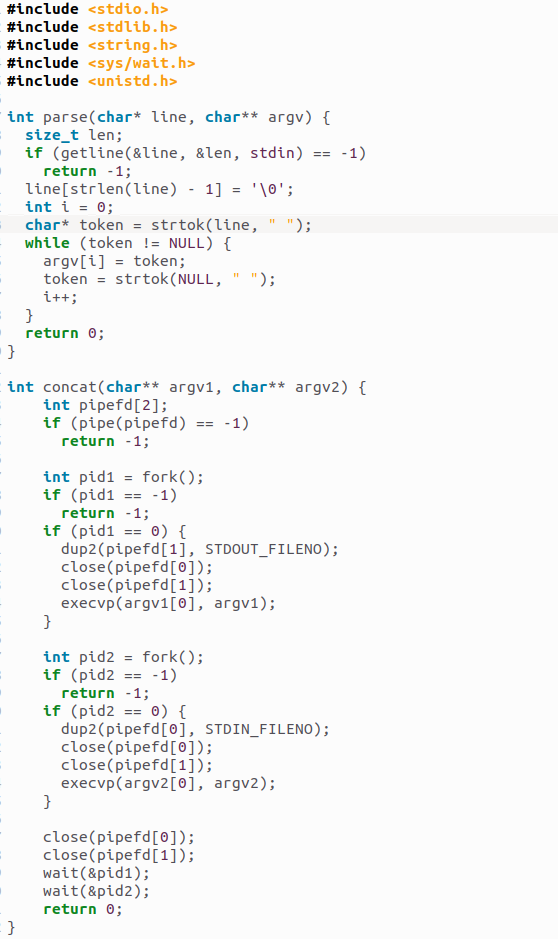 #include <stdio.h>
#include <stdlib.h>
#include <string.h>
#include <sys/wait.h>
#include <unistd.h>

int parse(char* line, char** argv) {
  size_t len;
  if (getline(&line, &len, stdin) == -1)
    return -1;
  line[strlen(line) - 1] = '\0';
  int i = 0;
  char* token = strtok(line, " ");
  while (token != NULL) {
    argv[i] = token;
    token = strtok(NULL, " ");
    i++;
  }
  return 0;
}

int concat(char** argv1, char** argv2) {
    int pipefd[2];
    if (pipe(pipefd) == -1)
      return -1;

    int pid1 = fork();
    if (pid1 == -1)
      return -1;
    if (pid1 == 0) {
      dup2(pipefd[1], STDOUT_FILENO);
      close(pipefd[0]);
      close(pipefd[1]);
      execvp(argv1[0], argv1);
    }

    int pid2 = fork();
    if (pid2 == -1)
      return -1;
    if (pid2 == 0) {
      dup2(pipefd[0], STDIN_FILENO);
      close(pipefd[0]);
      close(pipefd[1]);
      execvp(argv2[0], argv2);
    }

    close(pipefd[0]);
    close(pipefd[1]);
    wait(&pid1);
    wait(&pid2);
    return 0;
}